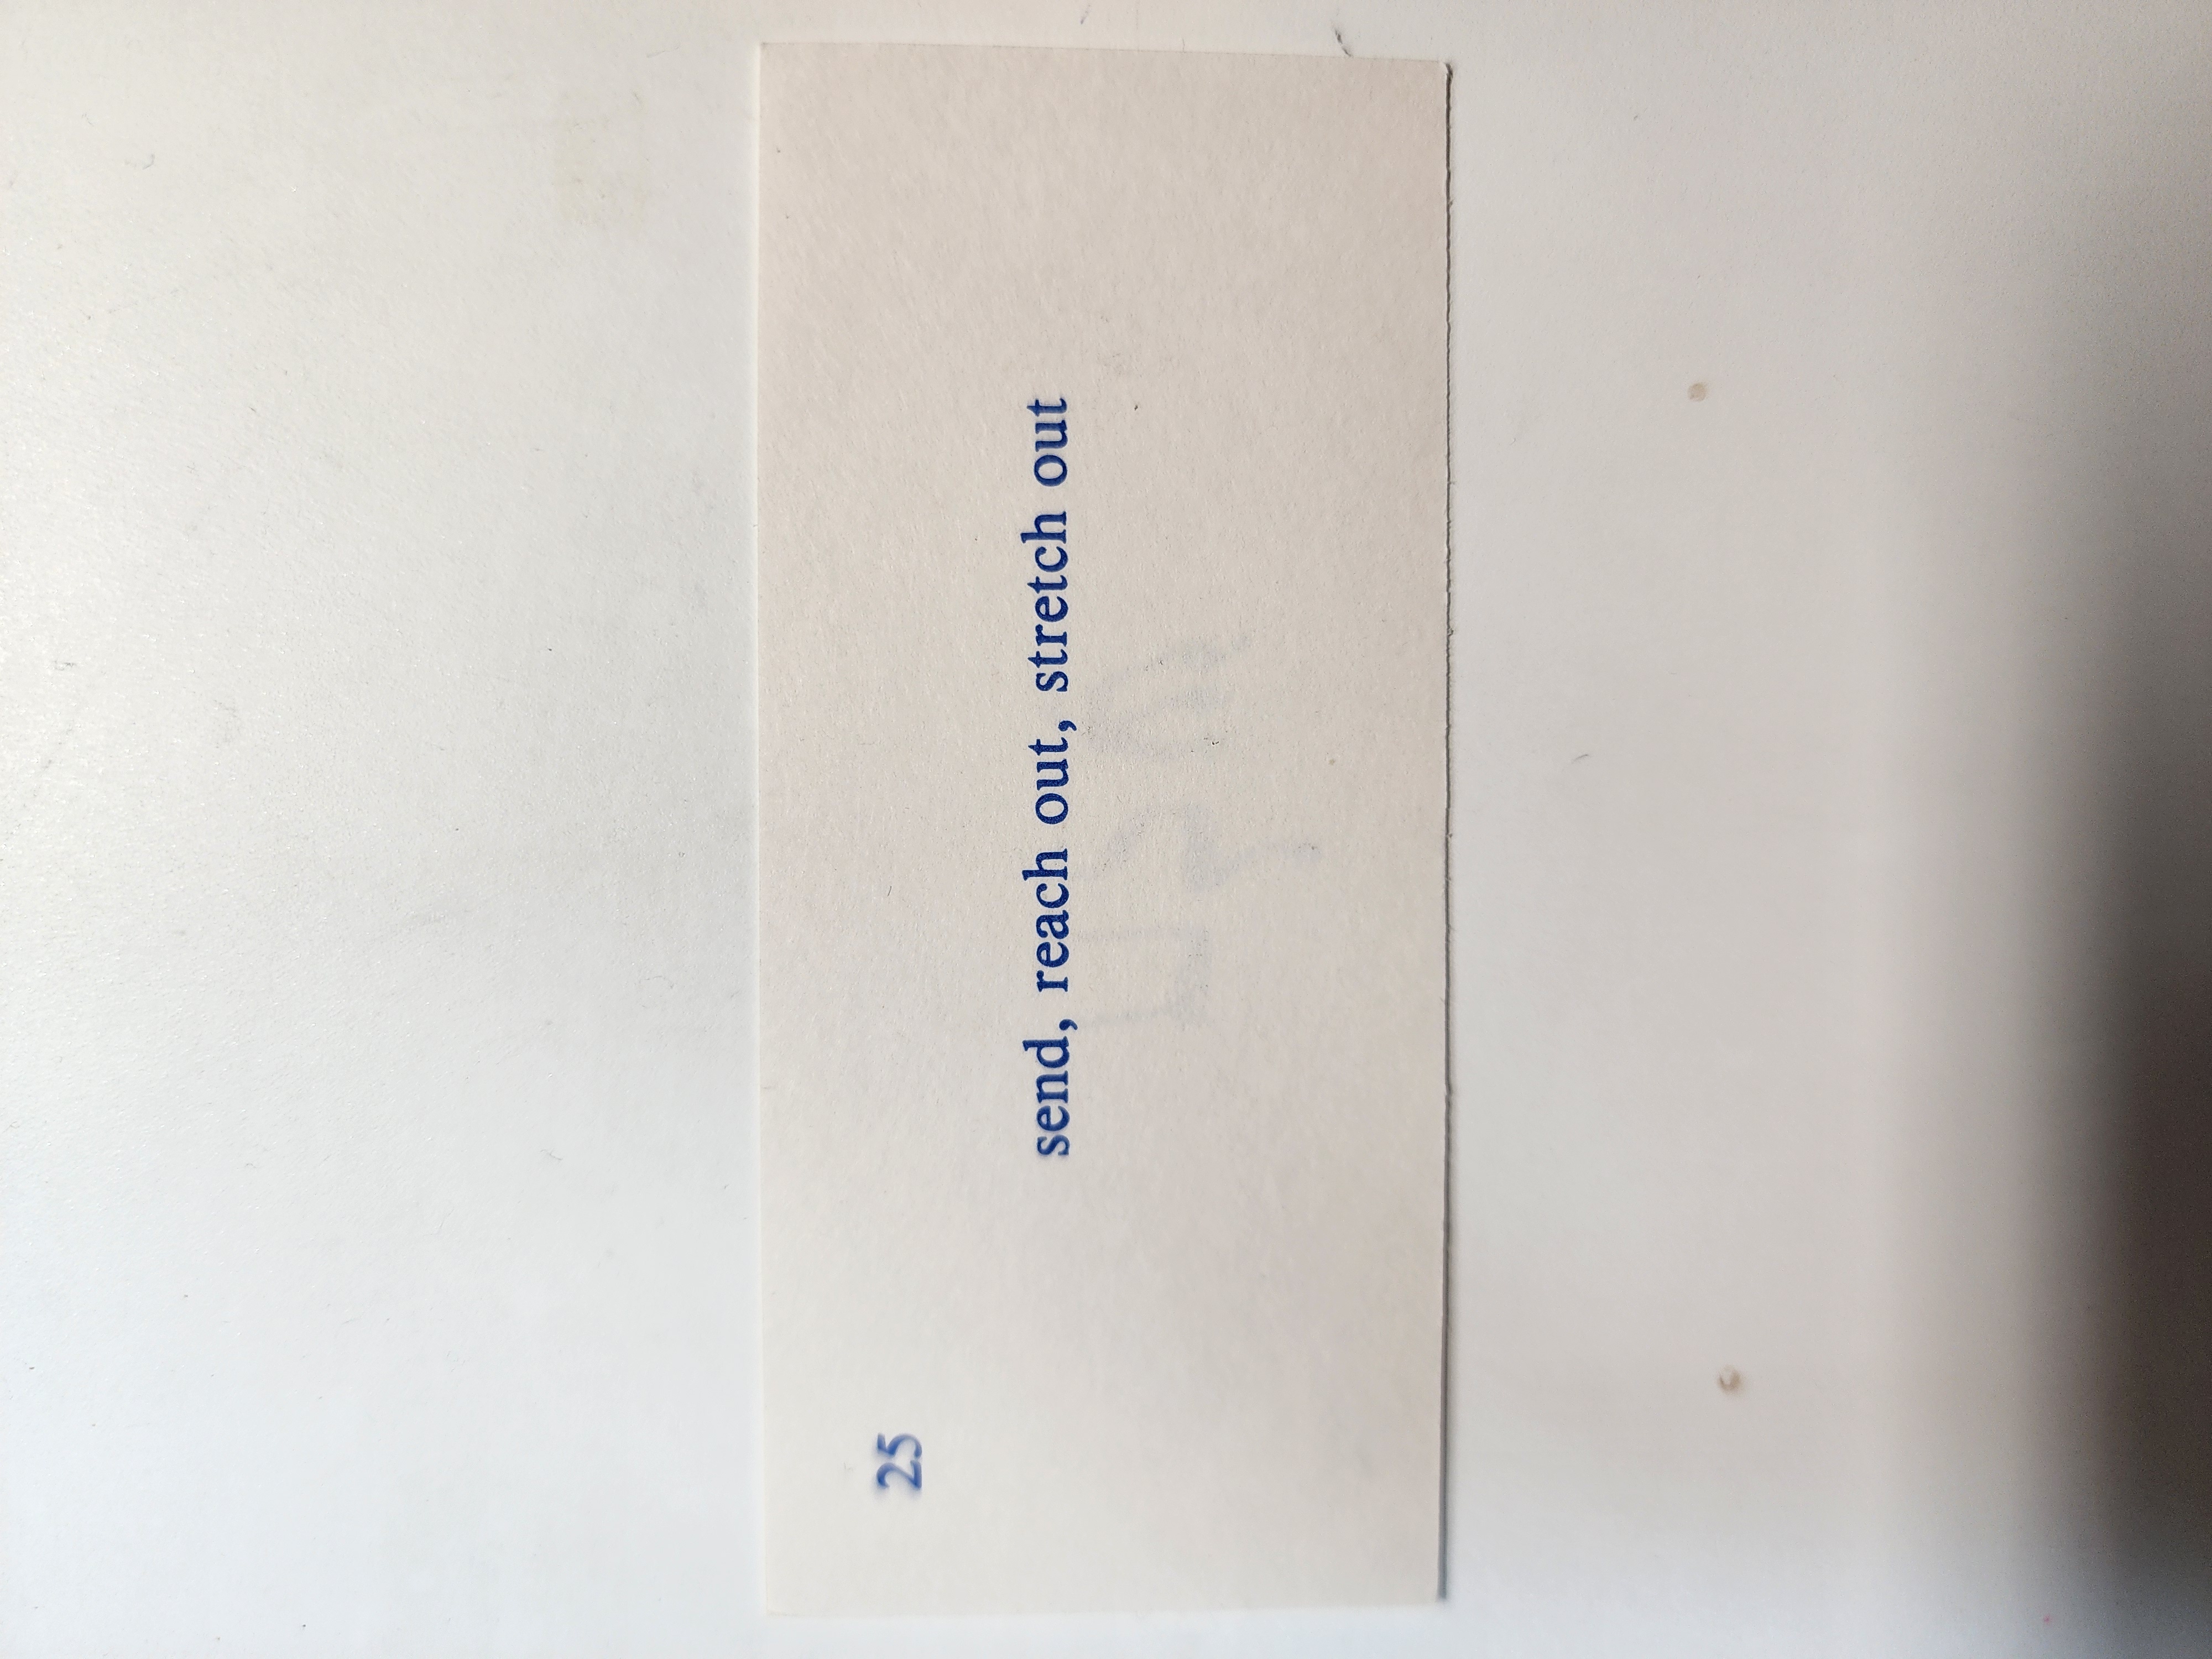 25
send, reach out, stretch out